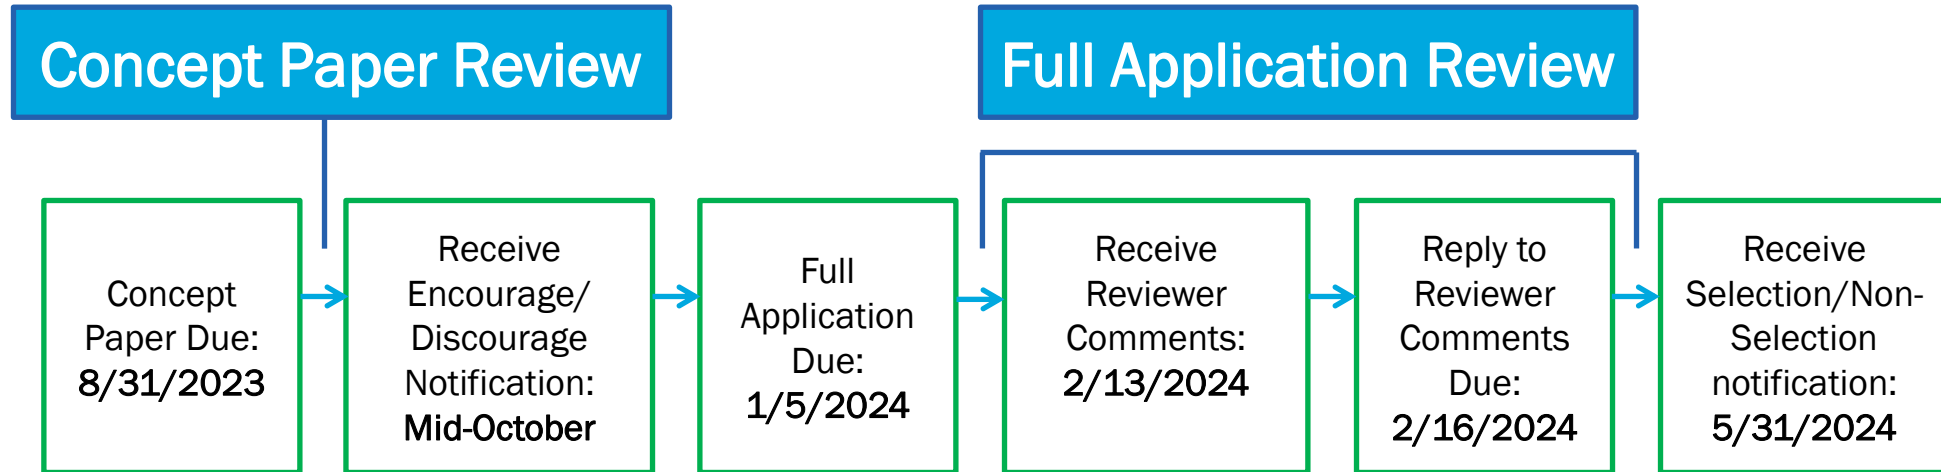 Concept Paper Review
Full Application Review
Concept
Paper Due:
8/31/2023
Receive
Encourage/
Discourage
Notification:
Mid-October
Full
Application
Due:
1/5/2024
Receive
Reviewer
Comments:
2/13/2024
Reply to
Reviewer
Comments
Due:
2/16/2024
Receive
Selection/Non-
Selection
notification:
5/31/2024